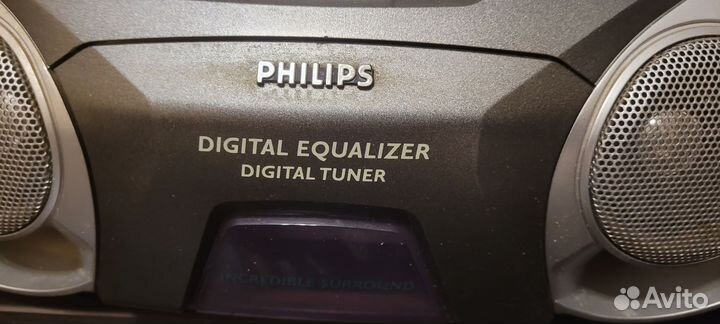 PHILIPS
DIGITAL EQUALIZER
DIGITAL TUNER
INCREDIBLE SURROUND
Avito